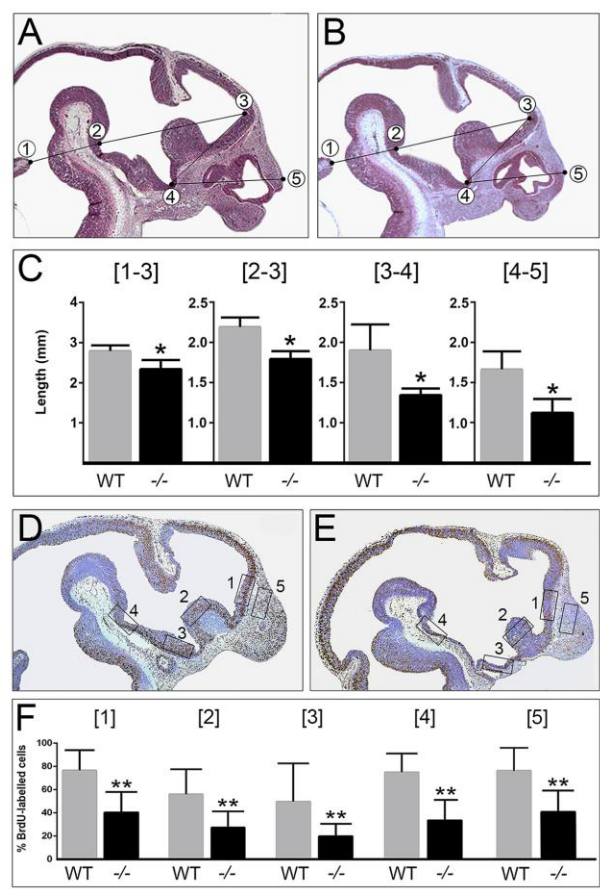 A
B
1 2 3 4 5
1 2 3 4 5
C
[1-3] [2-3] [3-4] [4-5]
Length (mm)
4 3 2 1
2.5 2.0 1.5 1.0
2.5 2.0 1.5 1.0
2.5 2.0 1.5 1.0
* * * *
WT -/- WT -/- WT -/- WT -/-
D
E
1 2 3 4 5
1 2 3 4 5
F
[1] [2] [3] [4] [5]
% BrdU-labelled cells
100 80 60 40 20 0
** ** ** ** **
WT -/- WT -/- WT -/- WT -/- WT -/-